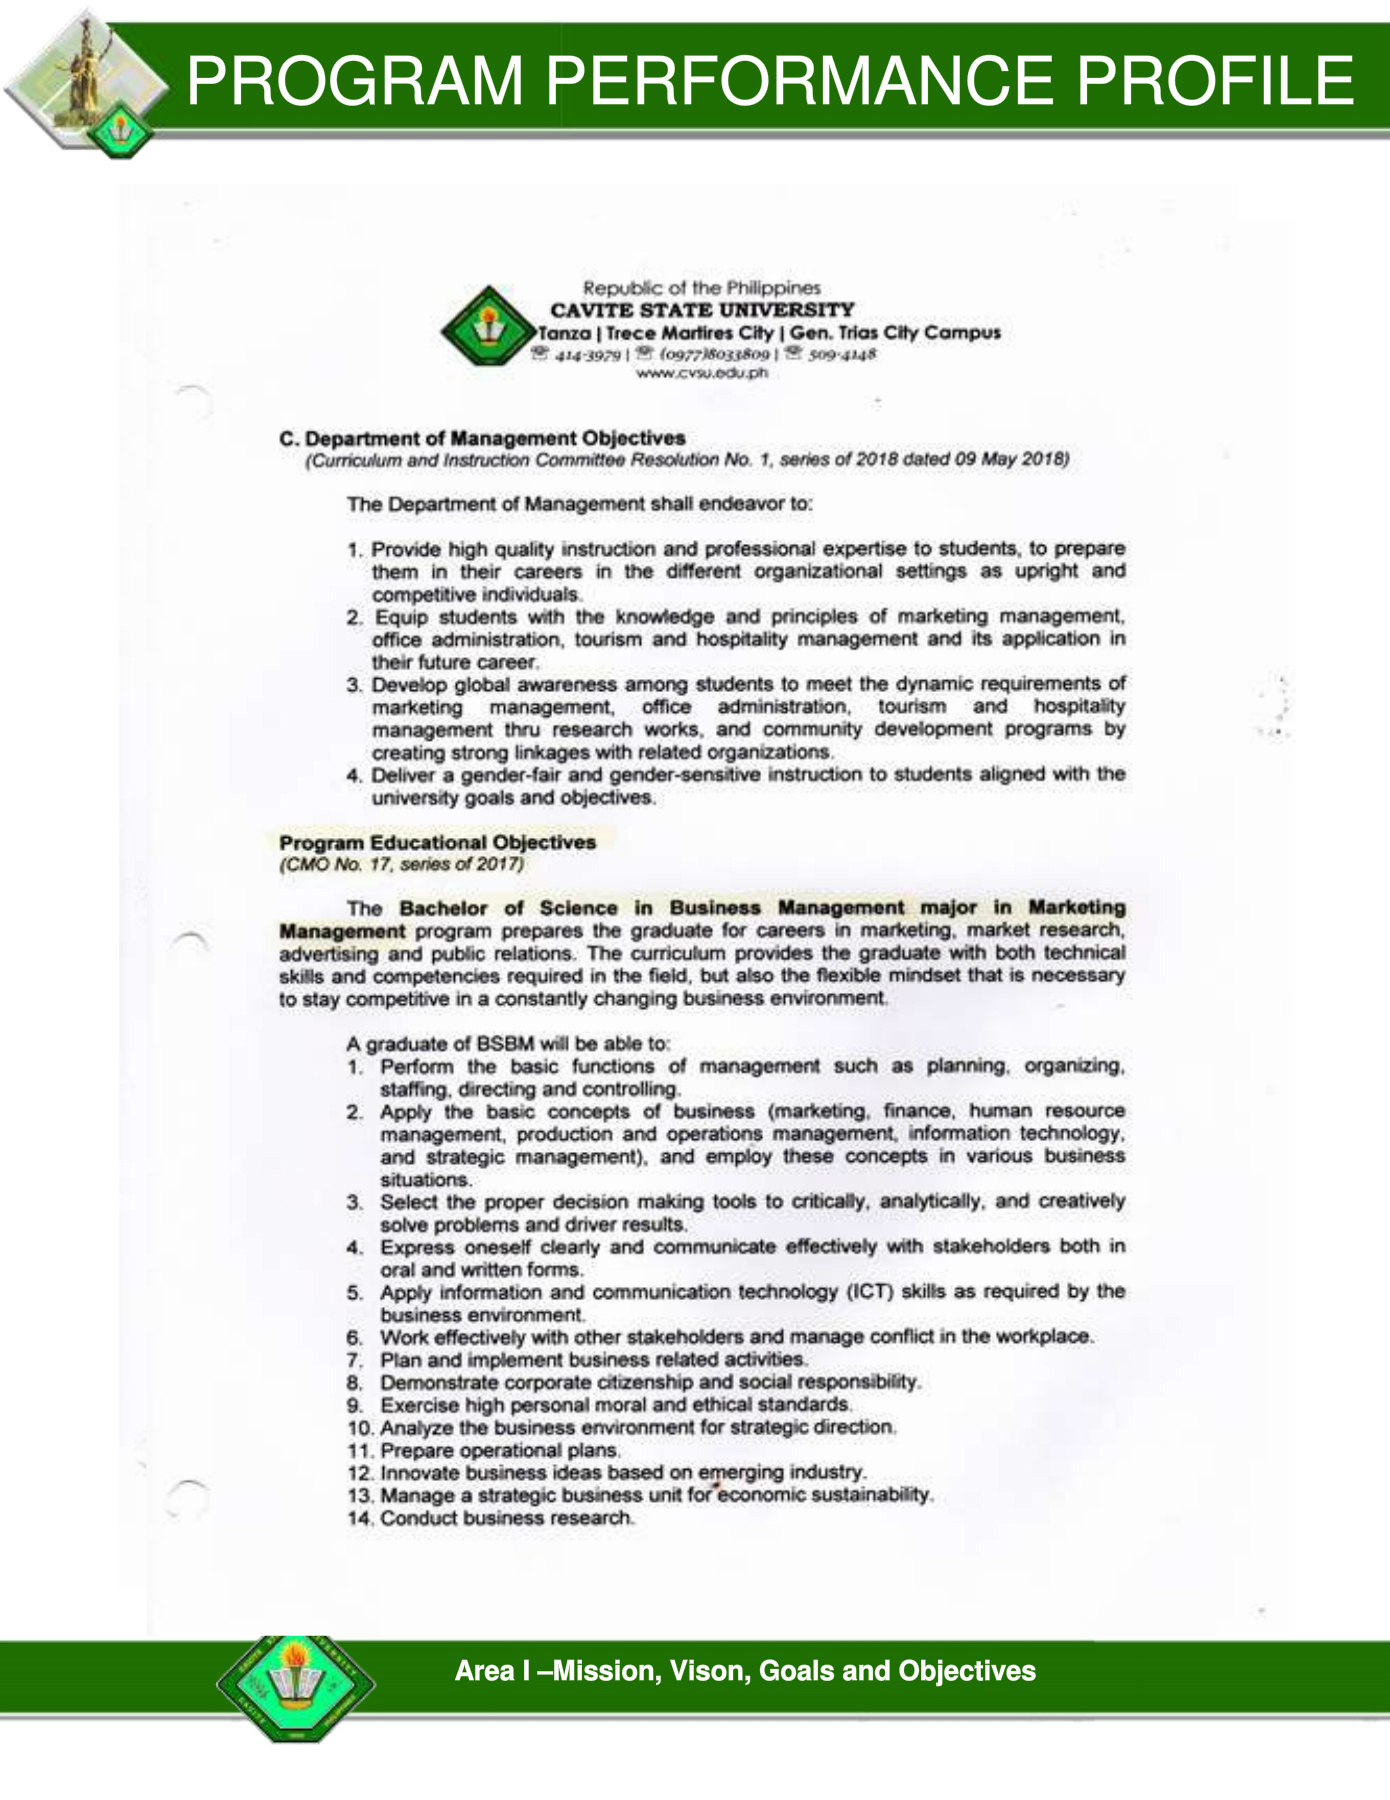 PROGRAM PERFORMANCE PROFILE
Republic of the Philippines
CAVITE STATE UNIVERSITY
Tanza | Trece Martires City | Gen. Trias City Campus
☏ 414-3979 | ☏ (0977)8033809 | ☏ 509-4148
www.cvsu.edu.ph
C. Department of Management Objectives
(Curriculum and Instruction Committee Resolution No. 1, series of 2018 dated 09 May 2018)
The Department of Management shall endeavor to:
1. Provide high quality instruction and professional expertise to students, to prepare
them in their careers in the different organizational settings as upright and
competitive individuals.
2. Equip students with the knowledge and principles of marketing management,
office administration, tourism and hospitality management and its application in
their future career.
3. Develop global awareness among students to meet the dynamic requirements of
marketing management, office administration, tourism and hospitality
management thru research works, and community development programs by
creating strong linkages with related organizations.
4. Deliver a gender-fair and gender-sensitive instruction to students aligned with the
university goals and objectives.
Program Educational Objectives
(CMO No. 17, series of 2017)
The Bachelor of Science in Business Management major in Marketing
Management program prepares the graduate for careers in marketing, market research,
advertising and public relations. The curriculum provides the graduate with both technical
skills and competencies required in the field, but also the flexible mindset that is necessary
to stay competitive in a constantly changing business environment.
A graduate of BSBM will be able to:
1. Perform the basic functions of management such as planning, organizing,
staffing, directing and controlling.
2. Apply the basic concepts of business (marketing, finance, human resource
management, production and operations management, information technology,
and strategic management), and employ these concepts in various business
situations.
3. Select the proper decision making tools to critically, analytically, and creatively
solve problems and driver results.
4. Express oneself clearly and communicate effectively with stakeholders both in
oral and written forms.
5. Apply information and communication technology (ICT) skills as required by the
business environment.
6. Work effectively with other stakeholders and manage conflict in the workplace.
7. Plan and implement business related activities.
8. Demonstrate corporate citizenship and social responsibility.
9. Exercise high personal moral and ethical standards.
10. Analyze the business environment for strategic direction.
11. Prepare operational plans.
12. Innovate business ideas based on emerging industry.
13. Manage a strategic business unit for economic sustainability.
14. Conduct business research.
Area I –Mission, Vison, Goals and Objectives